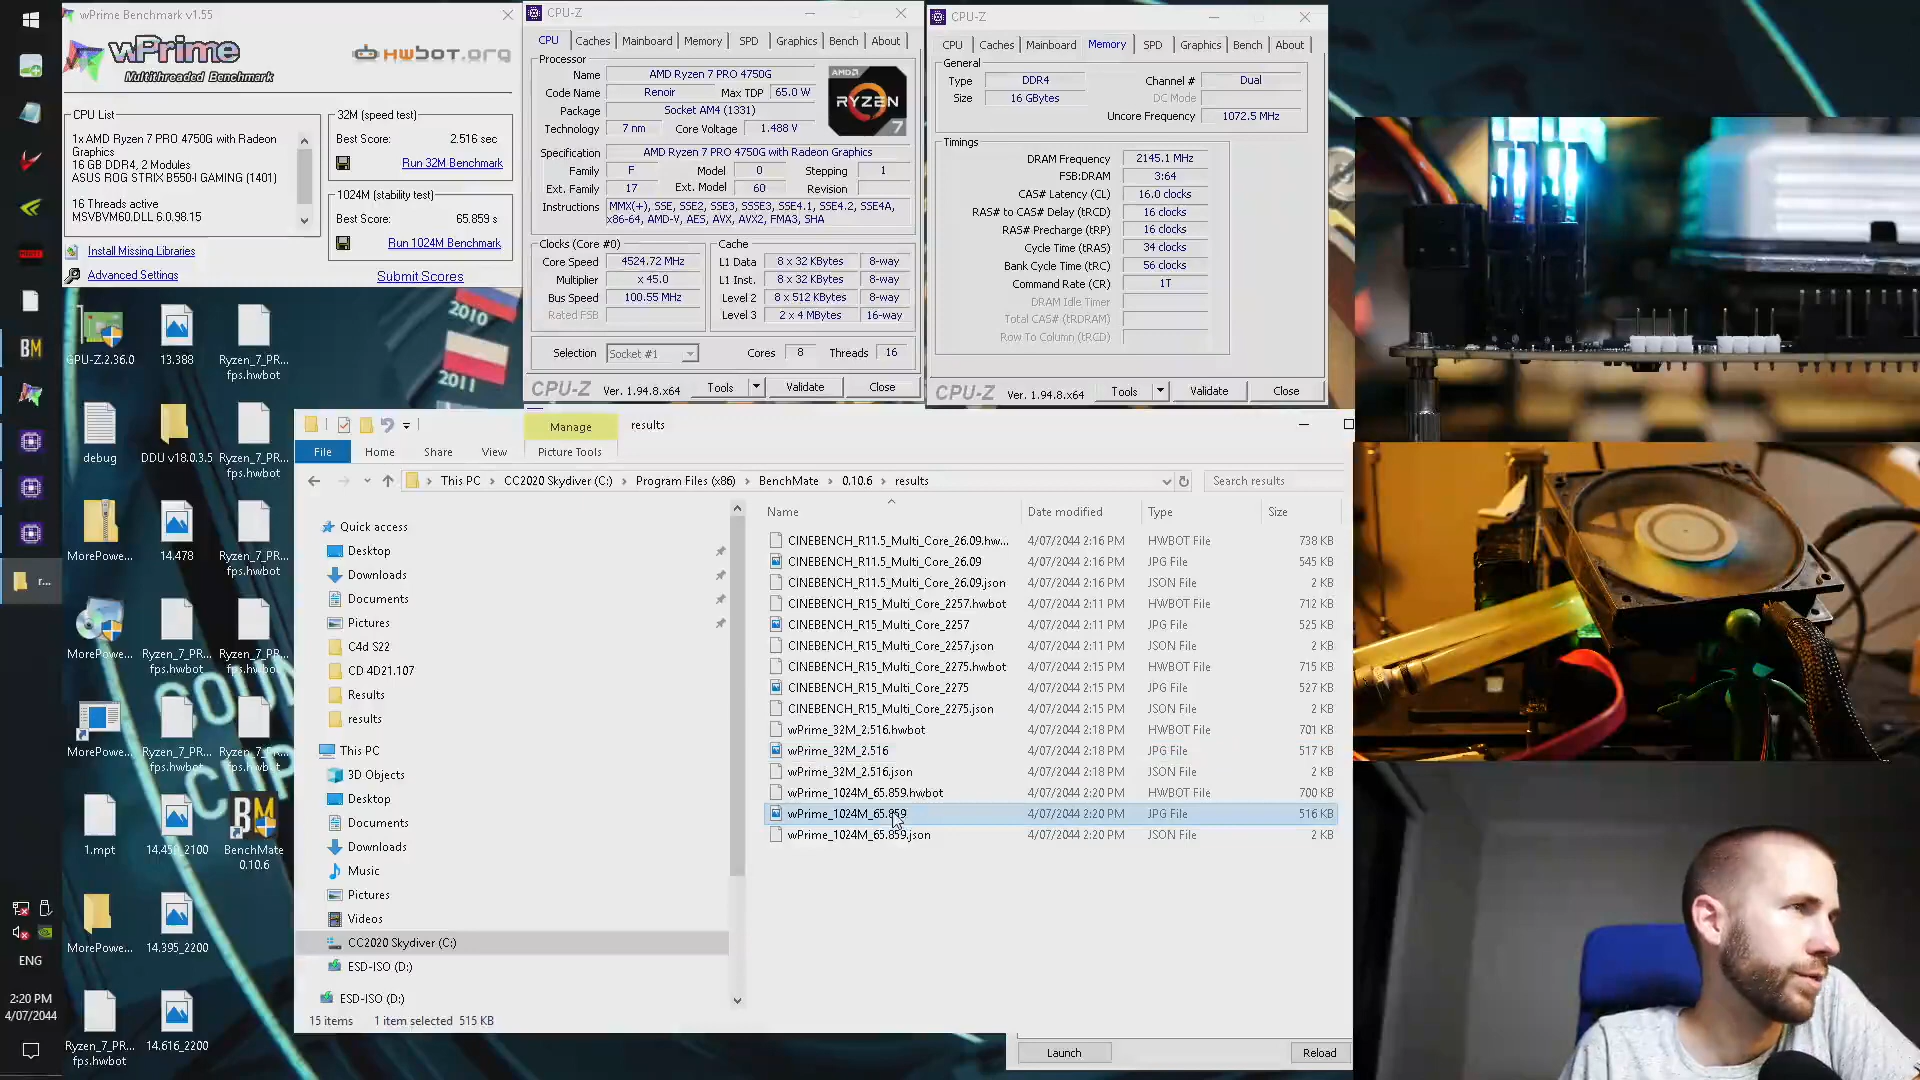 wPrime Benchmark v1.55
wPrime
Multithreaded Benchmark
HWBOT.ORG
CPU List
1x AMD Ryzen 7 PRO 4750G with Radeon
Graphics
16 GB DDR4, 2 Modules
ASUS ROG STRIX B550-I GAMING (1401)
16 Threads active
MSVBVM60.DLL 6.0.98.15
Install Missing Libraries
Advanced Settings
32M (speed test)
Best Score: 2.516 sec
Run 32M Benchmark
1024M (stability test)
Best Score: 65.859 s
Run 1024M Benchmark
Submit Scores
CPU-Z
CPU Caches Mainboard Memory SPD Graphics Bench About
Processor
Name AMD Ryzen 7 PRO 4750G
Code Name Renoir Max TDP 65.0 W
Package Socket AM4 (1331)
Technology 7 nm Core Voltage 1.488 V
AMD
RYZEN
7
Specification AMD Ryzen 7 PRO 4750G with Radeon Graphics
Family F Model 0 Stepping 1
Ext. Family 17 Ext. Model 60 Revision
Instructions MMX(+), SSE, SSE2, SSE3, SSSE3, SSE4.1, SSE4.2, SSE4A,
x86-64, AMD-V, AES, AVX, AVX2, FMA3, SHA
Clocks (Core #0) Cache
Core Speed 4524.72 MHz L1 Data 8 x 32 KBytes 8-way
Multiplier x 45.0 L1 Inst. 8 x 32 KBytes 8-way
Bus Speed 100.55 MHz Level 2 8 x 512 KBytes 8-way
Rated FSB Level 3 2 x 4 MBytes 16-way
Selection Socket #1 Cores 8 Threads 16
CPU-Z Ver. 1.94.8.x64 Tools Validate Close
CPU-Z
CPU Caches Mainboard Memory SPD Graphics Bench About
General
Type DDR4 Channel # Dual
Size 16 GBytes DC Mode
Uncore Frequency 1072.5 MHz
Timings
DRAM Frequency 2145.1 MHz
FSB:DRAM 3:64
CAS# Latency (CL) 16.0 clocks
RAS# to CAS# Delay (tRCD) 16 clocks
RAS# Precharge (tRP) 16 clocks
Cycle Time (tRAS) 34 clocks
Bank Cycle Time (tRC) 56 clocks
Command Rate (CR) 1T
DRAM Idle Timer
Total CAS# (tRDRAM)
Row To Column (tRCD)
CPU-Z Ver. 1.94.8.x64 Tools Validate Close
2010
2011
GPU-Z.2.36.0
13.388
Ryzen_7_PR...
fps.hwbot
debug
DDU v18.0.3.5
Ryzen_7_PR...
fps.hwbot
MorePowe...
14.478
Ryzen_7_PR...
fps.hwbot
MorePowe...
Ryzen_7_PR...
fps.hwbot
Ryzen_7_PR...
fps.hwbot
MorePowe...
Ryzen_7_PR...
fps.hwbot
Ryzen_7_PR...
fps.hwbot
1.mpt
14.450_2100
BM
BenchMate
0.10.6
MorePowe...
14.395_2200
Ryzen_7_PR...
fps.hwbot
14.616_2200
BM
r...
ENG
2:20 PM
4/07/2044
Manage
results
File Home Share View Picture Tools
This PC CC2020 Skydiver (C:) Program Files (x86) BenchMate 0.10.6 results
Search results
Quick access
Desktop
Downloads
Documents
Pictures
C4d S22
CD 4D21.107
Results
results
This PC
3D Objects
Desktop
Documents
Downloads
Music
Pictures
Videos
CC2020 Skydiver (C:)
ESD-ISO (D:)
ESD-ISO (D:)
Name Date modified Type Size
CINEBENCH_R11.5_Multi_Core_26.09.hw... 4/07/2044 2:16 PM HWBOT File 738 KB
CINEBENCH_R11.5_Multi_Core_26.09 4/07/2044 2:16 PM JPG File 545 KB
CINEBENCH_R11.5_Multi_Core_26.09.json 4/07/2044 2:16 PM JSON File 2 KB
CINEBENCH_R15_Multi_Core_2257.hwbot 4/07/2044 2:11 PM HWBOT File 712 KB
CINEBENCH_R15_Multi_Core_2257 4/07/2044 2:11 PM JPG File 525 KB
CINEBENCH_R15_Multi_Core_2257.json 4/07/2044 2:11 PM JSON File 2 KB
CINEBENCH_R15_Multi_Core_2275.hwbot 4/07/2044 2:15 PM HWBOT File 715 KB
CINEBENCH_R15_Multi_Core_2275 4/07/2044 2:15 PM JPG File 527 KB
CINEBENCH_R15_Multi_Core_2275.json 4/07/2044 2:15 PM JSON File 2 KB
wPrime_32M_2.516.hwbot 4/07/2044 2:18 PM HWBOT File 701 KB
wPrime_32M_2.516 4/07/2044 2:18 PM JPG File 517 KB
wPrime_32M_2.516.json 4/07/2044 2:18 PM JSON File 2 KB
wPrime_1024M_65.859.hwbot 4/07/2044 2:20 PM HWBOT File 700 KB
wPrime_1024M_65.859 4/07/2044 2:20 PM JPG File 516 KB
wPrime_1024M_65.859.json 4/07/2044 2:20 PM JSON File 2 KB
15 items 1 item selected 515 KB
Launch Reload